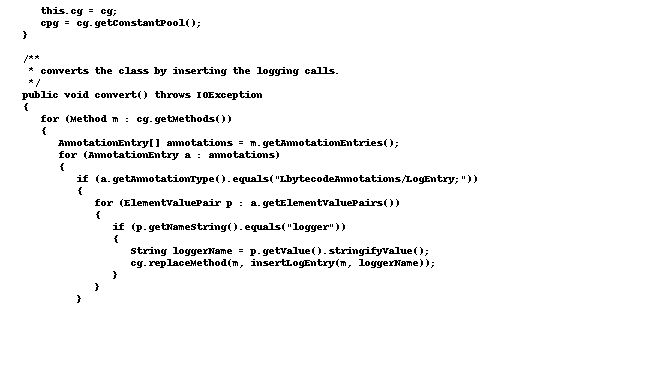 this.cg = cg;
cpg = cg.getConstantPool();
}
/**
* converts the class by inserting the logging calls.
*/
public void convert() throws IOException
{
for (Method m : cg.getMethods())
{
AnnotationEntry[] annotations = m.getAnnotationEntries();
for (AnnotationEntry a : annotations)
{
if (a.getAnnotationType().equals("LbytecodeAnnotations/LogEntry;"))
{
for (ElementValuePair p : a.getElementValuePairs())
{
if (p.getNameString().equals("logger"))
{
String loggerName = p.getValue().stringifyValue();
cg.replaceMethod(m, insertLogEntry(m, loggerName));
}
}
}